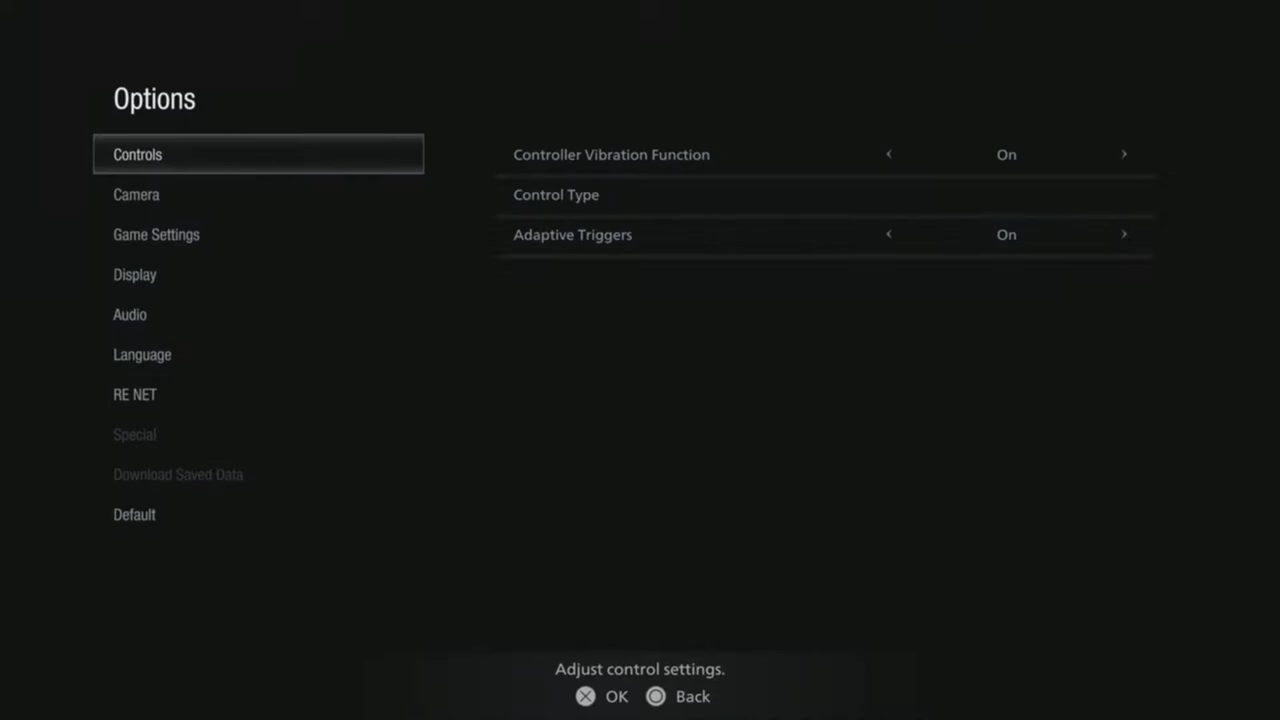 Options
Controls
Camera
Game Settings
Display
Audio
Language
RE NET
Special
Download Saved Data
Default
Controller Vibration Function < On >
Control Type
Adaptive Triggers < On >
Adjust control settings.
OK Back